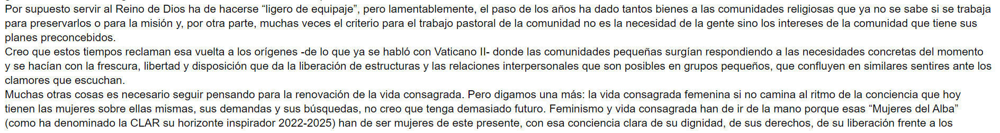 Por supuesto servir al Reino de Dios ha de hacerse “ligero de equipaje”, pero lamentablemente, el paso de los años ha dado tantos bienes a las comunidades religiosas que ya no se sabe si se trabaja
para preservarlos o para la misión y, por otra parte, muchas veces el criterio para el trabajo pastoral de la comunidad no es la necesidad de la gente sino los intereses de la comunidad que tiene sus
planes preconcebidos.
Creo que estos tiempos reclaman esa vuelta a los orígenes -de lo que ya se habló con Vaticano II- donde las comunidades pequeñas surgían respondiendo a las necesidades concretas del momento
y se hacían con la frescura, libertad y disposición que da la liberación de estructuras y las relaciones interpersonales que son posibles en grupos pequeños, que confluyen en similares sentires ante los
clamores que escuchan.
Muchas otras cosas es necesario seguir pensando para la renovación de la vida consagrada. Pero digamos una más: la vida consagrada femenina si no camina al ritmo de la conciencia que hoy
tienen las mujeres sobre ellas mismas, sus demandas y sus búsquedas, no creo que tenga demasiado futuro. Feminismo y vida consagrada han de ir de la mano porque esas “Mujeres del Alba”
(como ha denominado la CLAR su horizonte inspirador 2022-2025) han de ser mujeres de este presente, con esa conciencia clara de su dignidad, de sus derechos, de su liberación frente a los